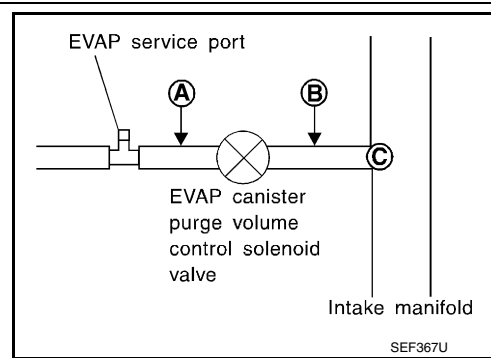 EVAP service port
A
B
C
EVAP canister
purge volume
control solenoid
valve
Intake manifold
SEF367U